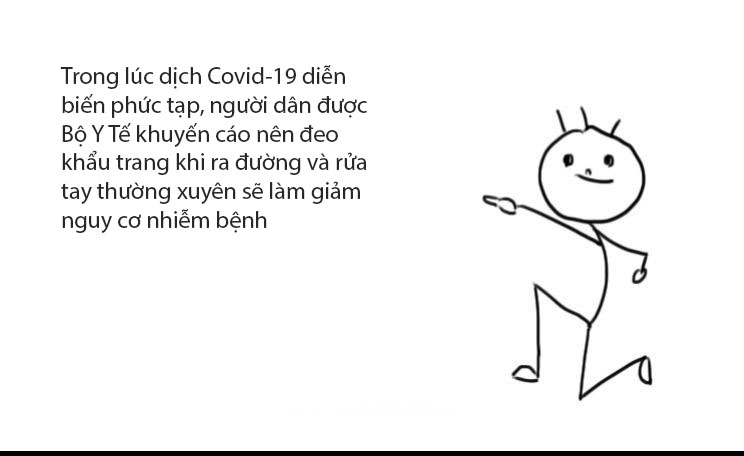 Trong lúc dịch Covid-19 diễn
biến phức tạp, người dân được
Bộ Y Tế khuyến cáo nên đeo
khẩu trang khi ra đường và rửa
tay thường xuyên sẽ làm giảm
nguy cơ nhiễm bệnh